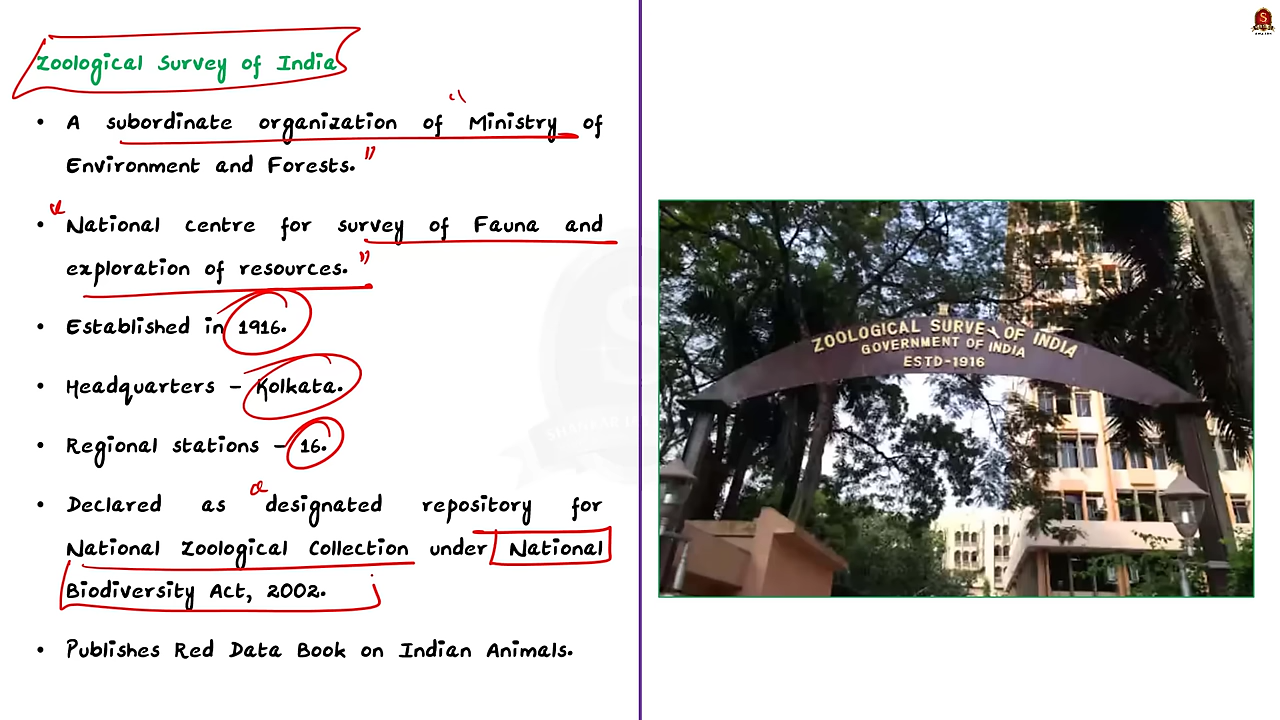 Zoological Survey of India
• A subordinate organization of "Ministry of
Environment and Forests."
• "National centre for survey of Fauna and
exploration of resources."
• Established in 1916.
• Headquarters – Kolkata.
• Regional stations – 16.
• Declared as "designated repository for
National Zoological Collection under National
Biodiversity Act, 2002.
• Publishes Red Data Book on Indian Animals.
ZOOLOGICAL SURVEY OF INDIA
GOVERNMENT OF INDIA
ESTD-1916